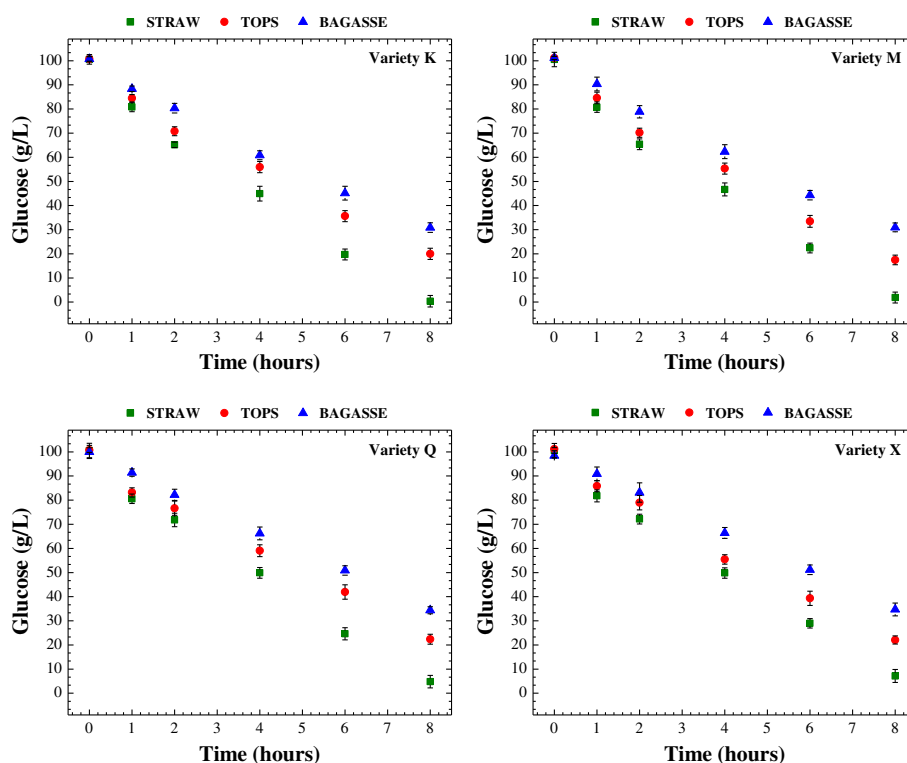 STRAW TOPS BAGASSE
Variety K
100
90
80
70
60
50
40
30
20
10
0
Glucose (g/L)
0 1 2 3 4 5 6 7 8
Time (hours)
STRAW TOPS BAGASSE
Variety M
100
90
80
70
60
50
40
30
20
10
0
Glucose (g/L)
0 1 2 3 4 5 6 7 8
Time (hours)
STRAW TOPS BAGASSE
Variety Q
100
90
80
70
60
50
40
30
20
10
0
Glucose (g/L)
0 1 2 3 4 5 6 7 8
Time (hours)
STRAW TOPS BAGASSE
Variety X
100
90
80
70
60
50
40
30
20
10
0
Glucose (g/L)
0 1 2 3 4 5 6 7 8
Time (hours)